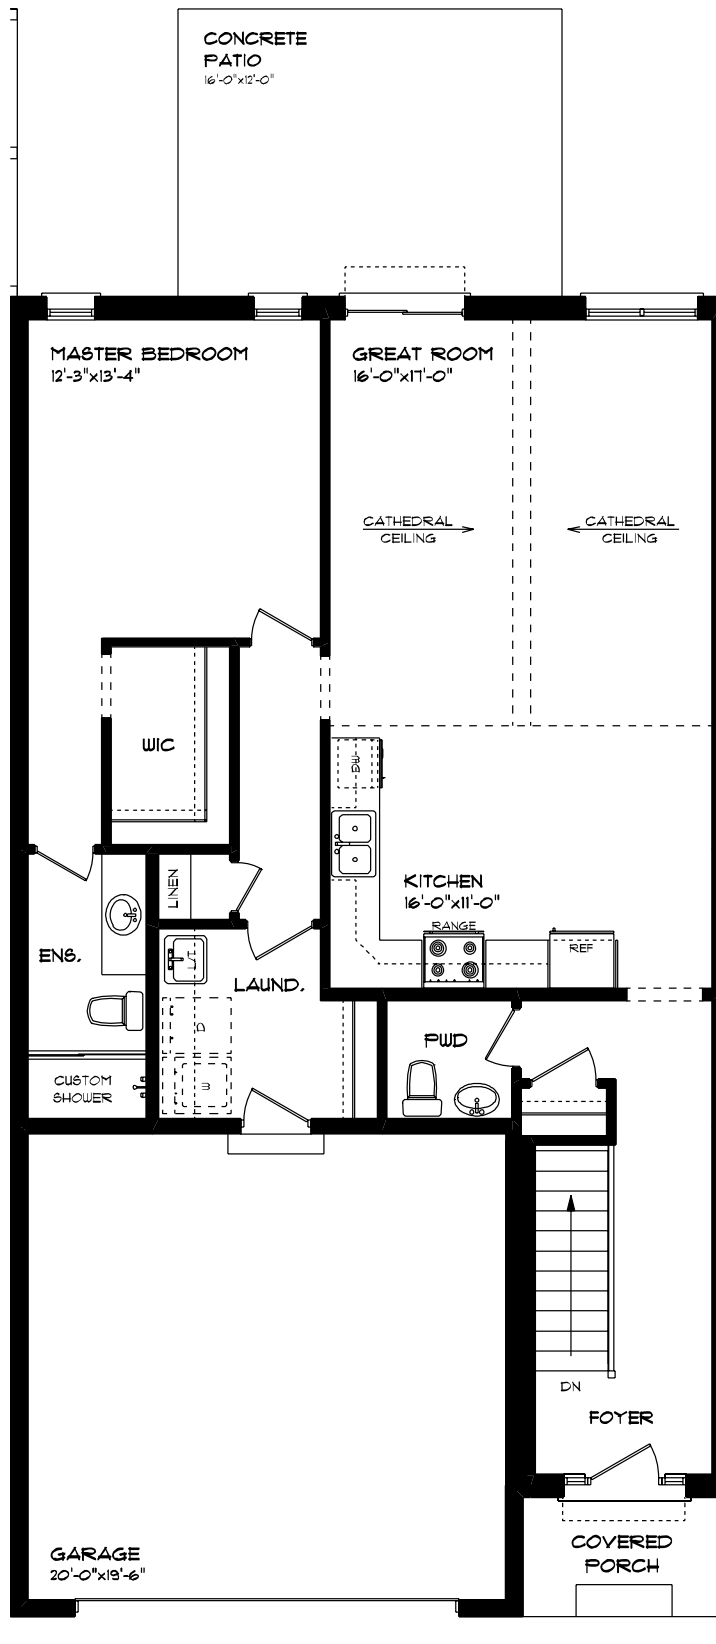 CONCRETE
PATIO
16'-0"x12'-0"
MASTER BEDROOM
12'-3"x13'-4"
GREAT ROOM
16'-0"x17'-0"
CATHEDRAL
CEILING
CATHEDRAL
CEILING
WIC
DW
LINEN
KITCHEN
16'-0"x11'-0"
RANGE
REF
ENS.
L/T
LAUND.
D
W
PWD
CUSTOM
SHOWER
DN
FOYER
GARAGE
20'-0"x19'-6"
COVERED
PORCH